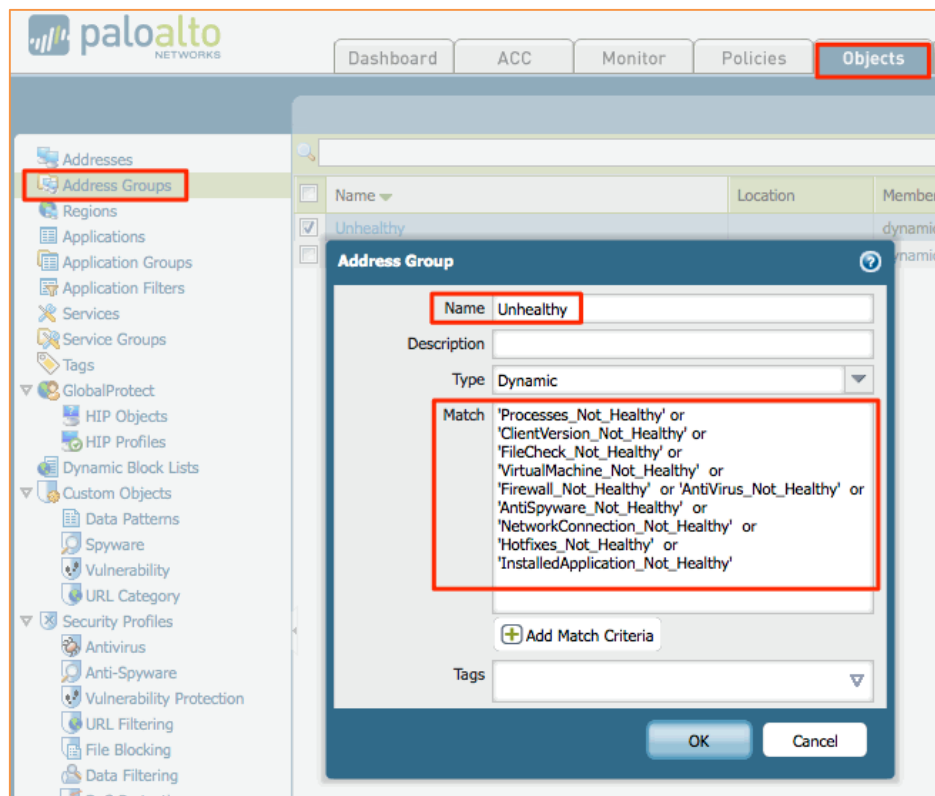 paloalto
NETWORKS
Dashboard ACC Monitor Policies Objects
Addresses
Address Groups
Regions
Applications
Application Groups
Application Filters
Services
Service Groups
Tags
GlobalProtect
HIP Objects
HIP Profiles
Dynamic Block Lists
Custom Objects
Data Patterns
Spyware
Vulnerability
URL Category
Security Profiles
Antivirus
Anti-Spyware
Vulnerability Protection
URL Filtering
File Blocking
Data Filtering
Name Location Member
Unhealthy dynamic
ynamic
Address Group
Name Unhealthy
Description
Type Dynamic
Match 'Processes_Not_Healthy' or
'ClientVersion_Not_Healthy' or
'FileCheck_Not_Healthy' or
'VirtualMachine_Not_Healthy' or
'Firewall_Not_Healthy' or 'AntiVirus_Not_Healthy' or
'AntiSpyware_Not_Healthy' or
'NetworkConnection_Not_Healthy' or
'Hotfixes_Not_Healthy' or
'InstalledApplication_Not_Healthy'
Add Match Criteria
Tags
OK Cancel